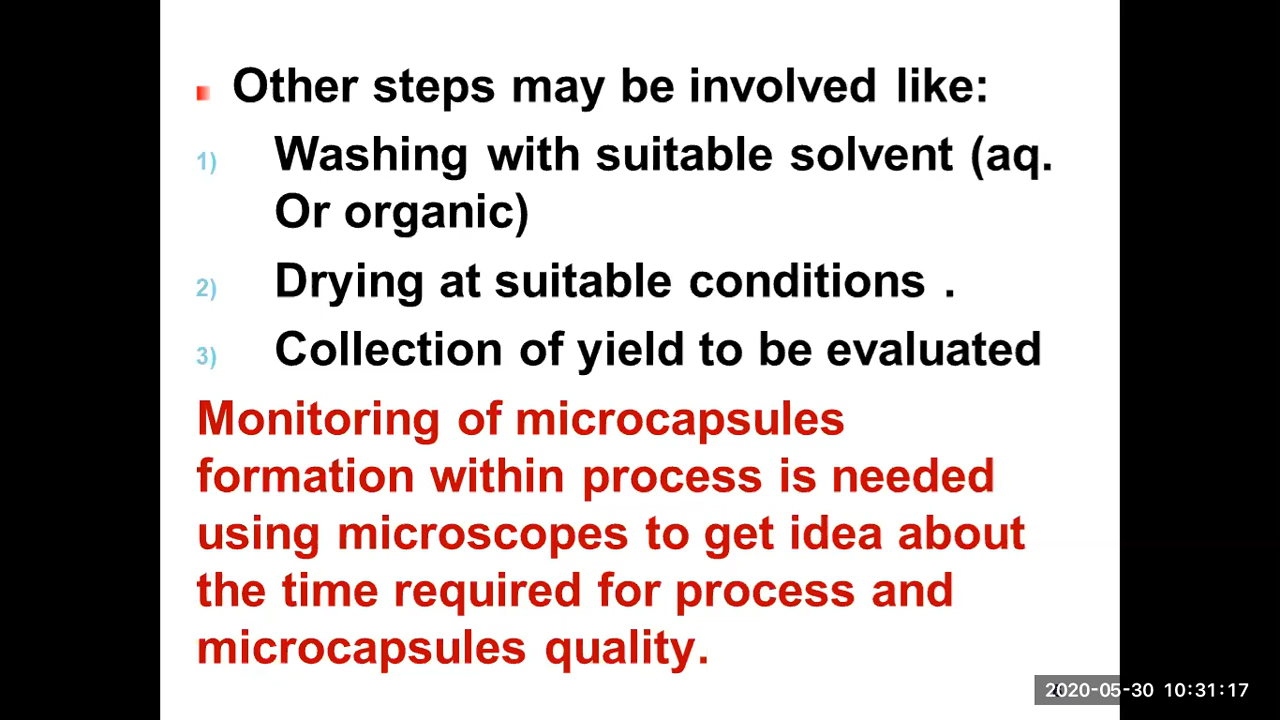 Other steps may be involved like:
1) Washing with suitable solvent (aq.
Or organic)
2) Drying at suitable conditions .
3) Collection of yield to be evaluated
Monitoring of microcapsules
formation within process is needed
using microscopes to get idea about
the time required for process and
microcapsules quality.
2020-05-30 10:31:17